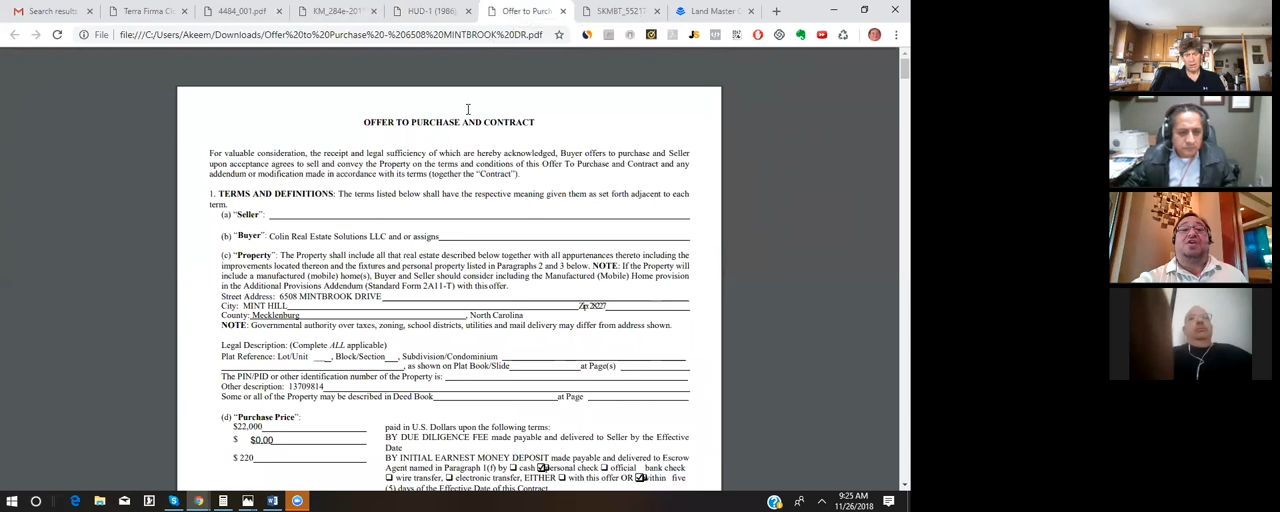 Search results
Terra Firma Cl
4484_001.pdf
KM_284e-201
HUD-1 (1986)
Offer to Purch
SKMBT_55217
Land Master C
File | file:///C:/Users/Akeem/Downloads/Offer%20to%20Purchase%20-%206508%20MINTBROOK%20DR.pdf
OFFER TO PURCHASE AND CONTRACT
For valuable consideration, the receipt and legal sufficiency of which are hereby acknowledged, Buyer offers to purchase and Seller
upon acceptance agrees to sell and convey the Property on the terms and conditions of this Offer To Purchase and Contract and any
addendum or modification made in accordance with its terms (together the “Contract”).
1. TERMS AND DEFINITIONS: The terms listed below shall have the respective meaning given them as set forth adjacent to each
term.
(a) “Seller”:
(b) “Buyer”: Colin Real Estate Solutions LLC and or assigns
(c) “Property”: The Property shall include all that real estate described below together with all appurtenances thereto including the
improvements located thereon and the fixtures and personal property listed in Paragraphs 2 and 3 below. NOTE: If the Property will
include a manufactured (mobile) home(s), Buyer and Seller should consider including the Manufactured (Mobile) Home provision
in the Additional Provisions Addendum (Standard Form 2A11-T) with this offer.
Street Address: 6508 MINTBROOK DRIVE
City: MINT HILL Zip: 28227
County: Mecklenburg, North Carolina
NOTE: Governmental authority over taxes, zoning, school districts, utilities and mail delivery may differ from address shown.
Legal Description: (Complete ALL applicable)
Plat Reference: Lot/Unit ____, Block/Section___, Subdivision/Condominium
, as shown on Plat Book/Slide at Page(s)
The PIN/PID or other identification number of the Property is:
Other description: 13709814
Some or all of the Property may be described in Deed Book at Page
(d) “Purchase Price”:
$22,000 paid in U.S. Dollars upon the following terms:
$ $0.00 BY DUE DILIGENCE FEE made payable and delivered to Seller by the Effective
Date
$ 220 BY INITIAL EARNEST MONEY DEPOSIT made payable and delivered to Escrow
Agent named in Paragraph 1(f) by ☐ cash ☑ personal check ☐ official bank check
☐ wire transfer, ☐ electronic transfer, EITHER ☐ with this offer OR ☑ within five
(5) days of the Effective Date of this Contract
9:25 AM
11/26/2018